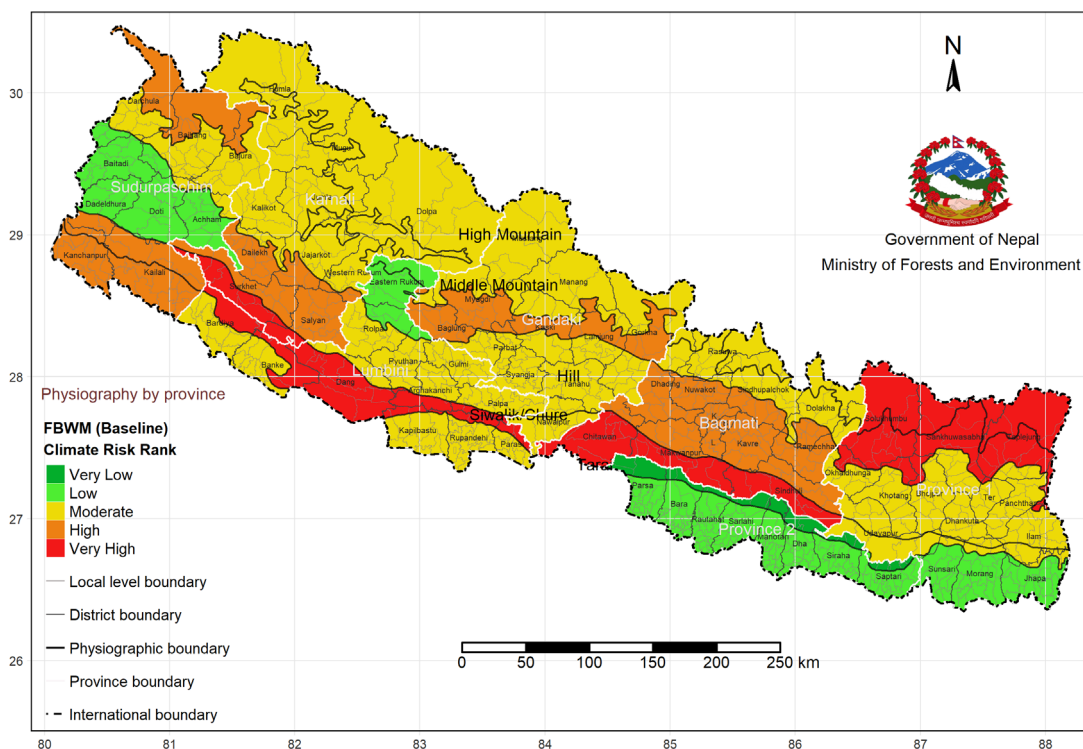 N
Government of Nepal
Ministry of Forests and Environment
30
29
28
27
26
80
81
82
83
84
85
86
87
88
Humla
Darchula
Bajhang
Mugu
Bajura
Baitadi
Sudurpashchim
Karnali
Dadeldhura
Doti
Achham
Kalikot
Dolpa
High Mountain
Mustang
Kanchanpur
Kailali
Dailekh
Jajarkot
Western Rukum
Eastern Rukum
Middle Mountain
Manang
Surkhet
Myagdi
Salyan
Baglung
Gandaki
Kaski
Lamjung
Gorkha
Bardiya
Rolpa
Parbat
Rasuwa
Banke
Pyuthan
Gulmi
Syangja
Hill
Tanahu
Dhading
Nuwakot
Sindhupalchok
Lumbini
Dang
Arghakanchi
Palpa
Dolakha
Siwalik/Chure
Nawalpur
Bagmati
K
L
Kavre
Ramechhap
Solukhumbu
Sankhuwasabha
Taplejung
Kapilbastu
Rupandehi
Parasi
Chitawan
Makwanpur
Tarai
Sindhuli
Okhaldhunga
Khotang
Bhojpur
Province 1
Ter
Panchthar
Parsa
Bara
Rautahat
Sarlahi
Province 2
Mahotari
Dha
Siraha
Saptari
Udayapur
Dhankuta
Ilam
Sunsari
Morang
Jhapa
Physiography by province
FBWM (Baseline)
Climate Risk Rank
Very Low
Low
Moderate
High
Very High
Local level boundary
District boundary
Physiographic boundary
Province boundary
International boundary
0 50 100 150 200 250 km